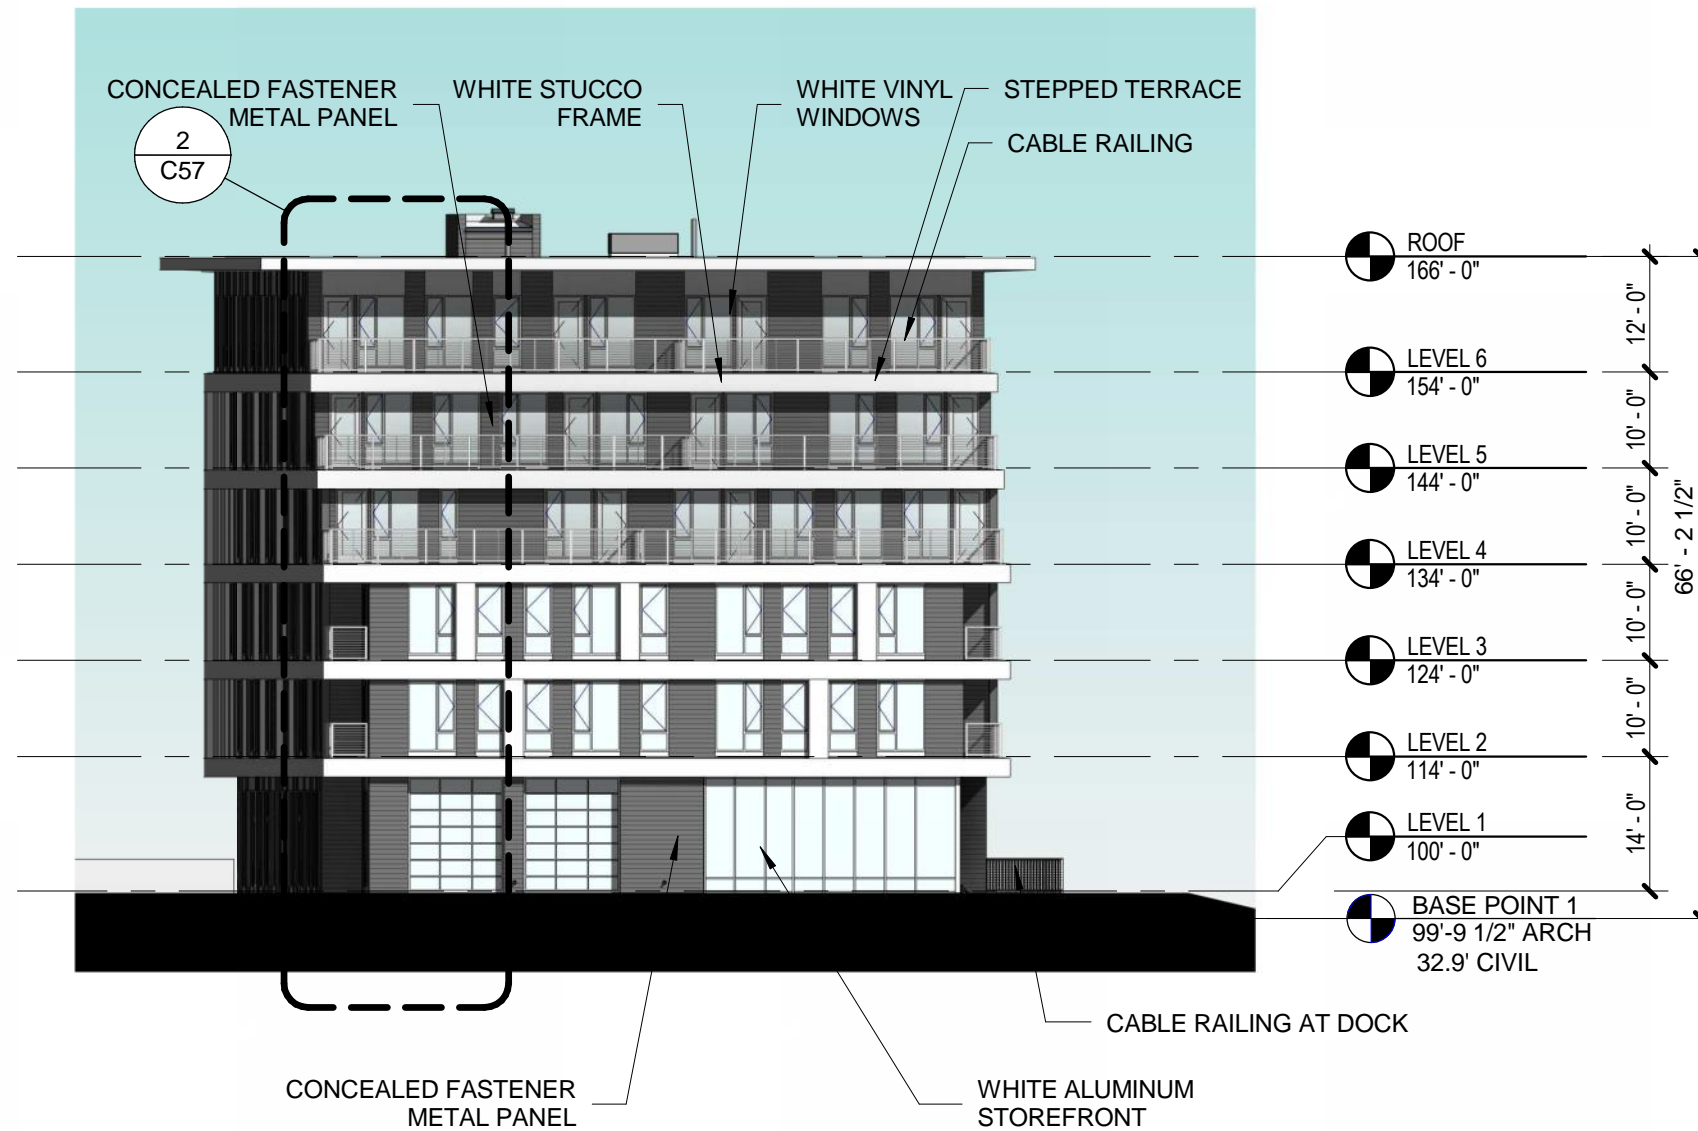 CONCEALED FASTENER
METAL PANEL
WHITE STUCCO
FRAME
WHITE VINYL
WINDOWS
STEPPED TERRACE
CABLE RAILING
2
C57
ROOF
166' - 0"
12' - 0"
LEVEL 6
154' - 0"
10' - 0"
LEVEL 5
144' - 0"
10' - 0"
LEVEL 4
134' - 0"
10' - 0"
LEVEL 3
124' - 0"
10' - 0"
LEVEL 2
114' - 0"
14' - 0"
LEVEL 1
100' - 0"
66' - 2 1/2"
BASE POINT 1
99'-9 1/2" ARCH
32.9' CIVIL
CABLE RAILING AT DOCK
CONCEALED FASTENER
METAL PANEL
WHITE ALUMINUM
STOREFRONT